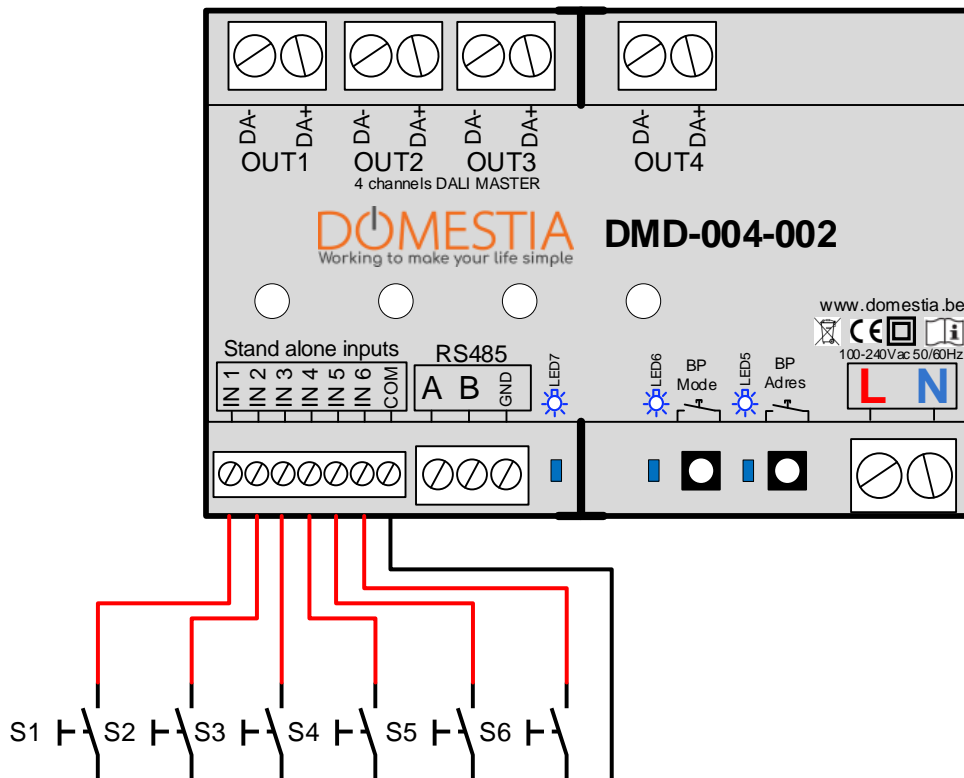 DA- DA+ DA- DA+ DA- DA+ DA- DA+
OUT1 OUT2 OUT3 OUT4
4 channels DALI MASTER
DOMESTIA
Working to make your life simple
DMD-004-002
www.domestia.be
CE i
100-240Vac 50/60Hz
Stand alone inputs
IN 1 IN 2 IN 3 IN 4 IN 5 IN 6 COM
RS485
A B GND
LED7
LED6
BP
Mode
LED5
BP
Adres
L N
S1 S2 S3 S4 S5 S6